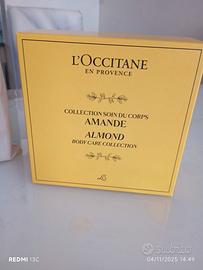 L'OCCITANE
EN PROVENCE
COLLECTION SOIN DU CORPS
AMANDE
ALMOND
BODY CARE COLLECTION
subito
REDMI 13C
04/11/2025 14:49